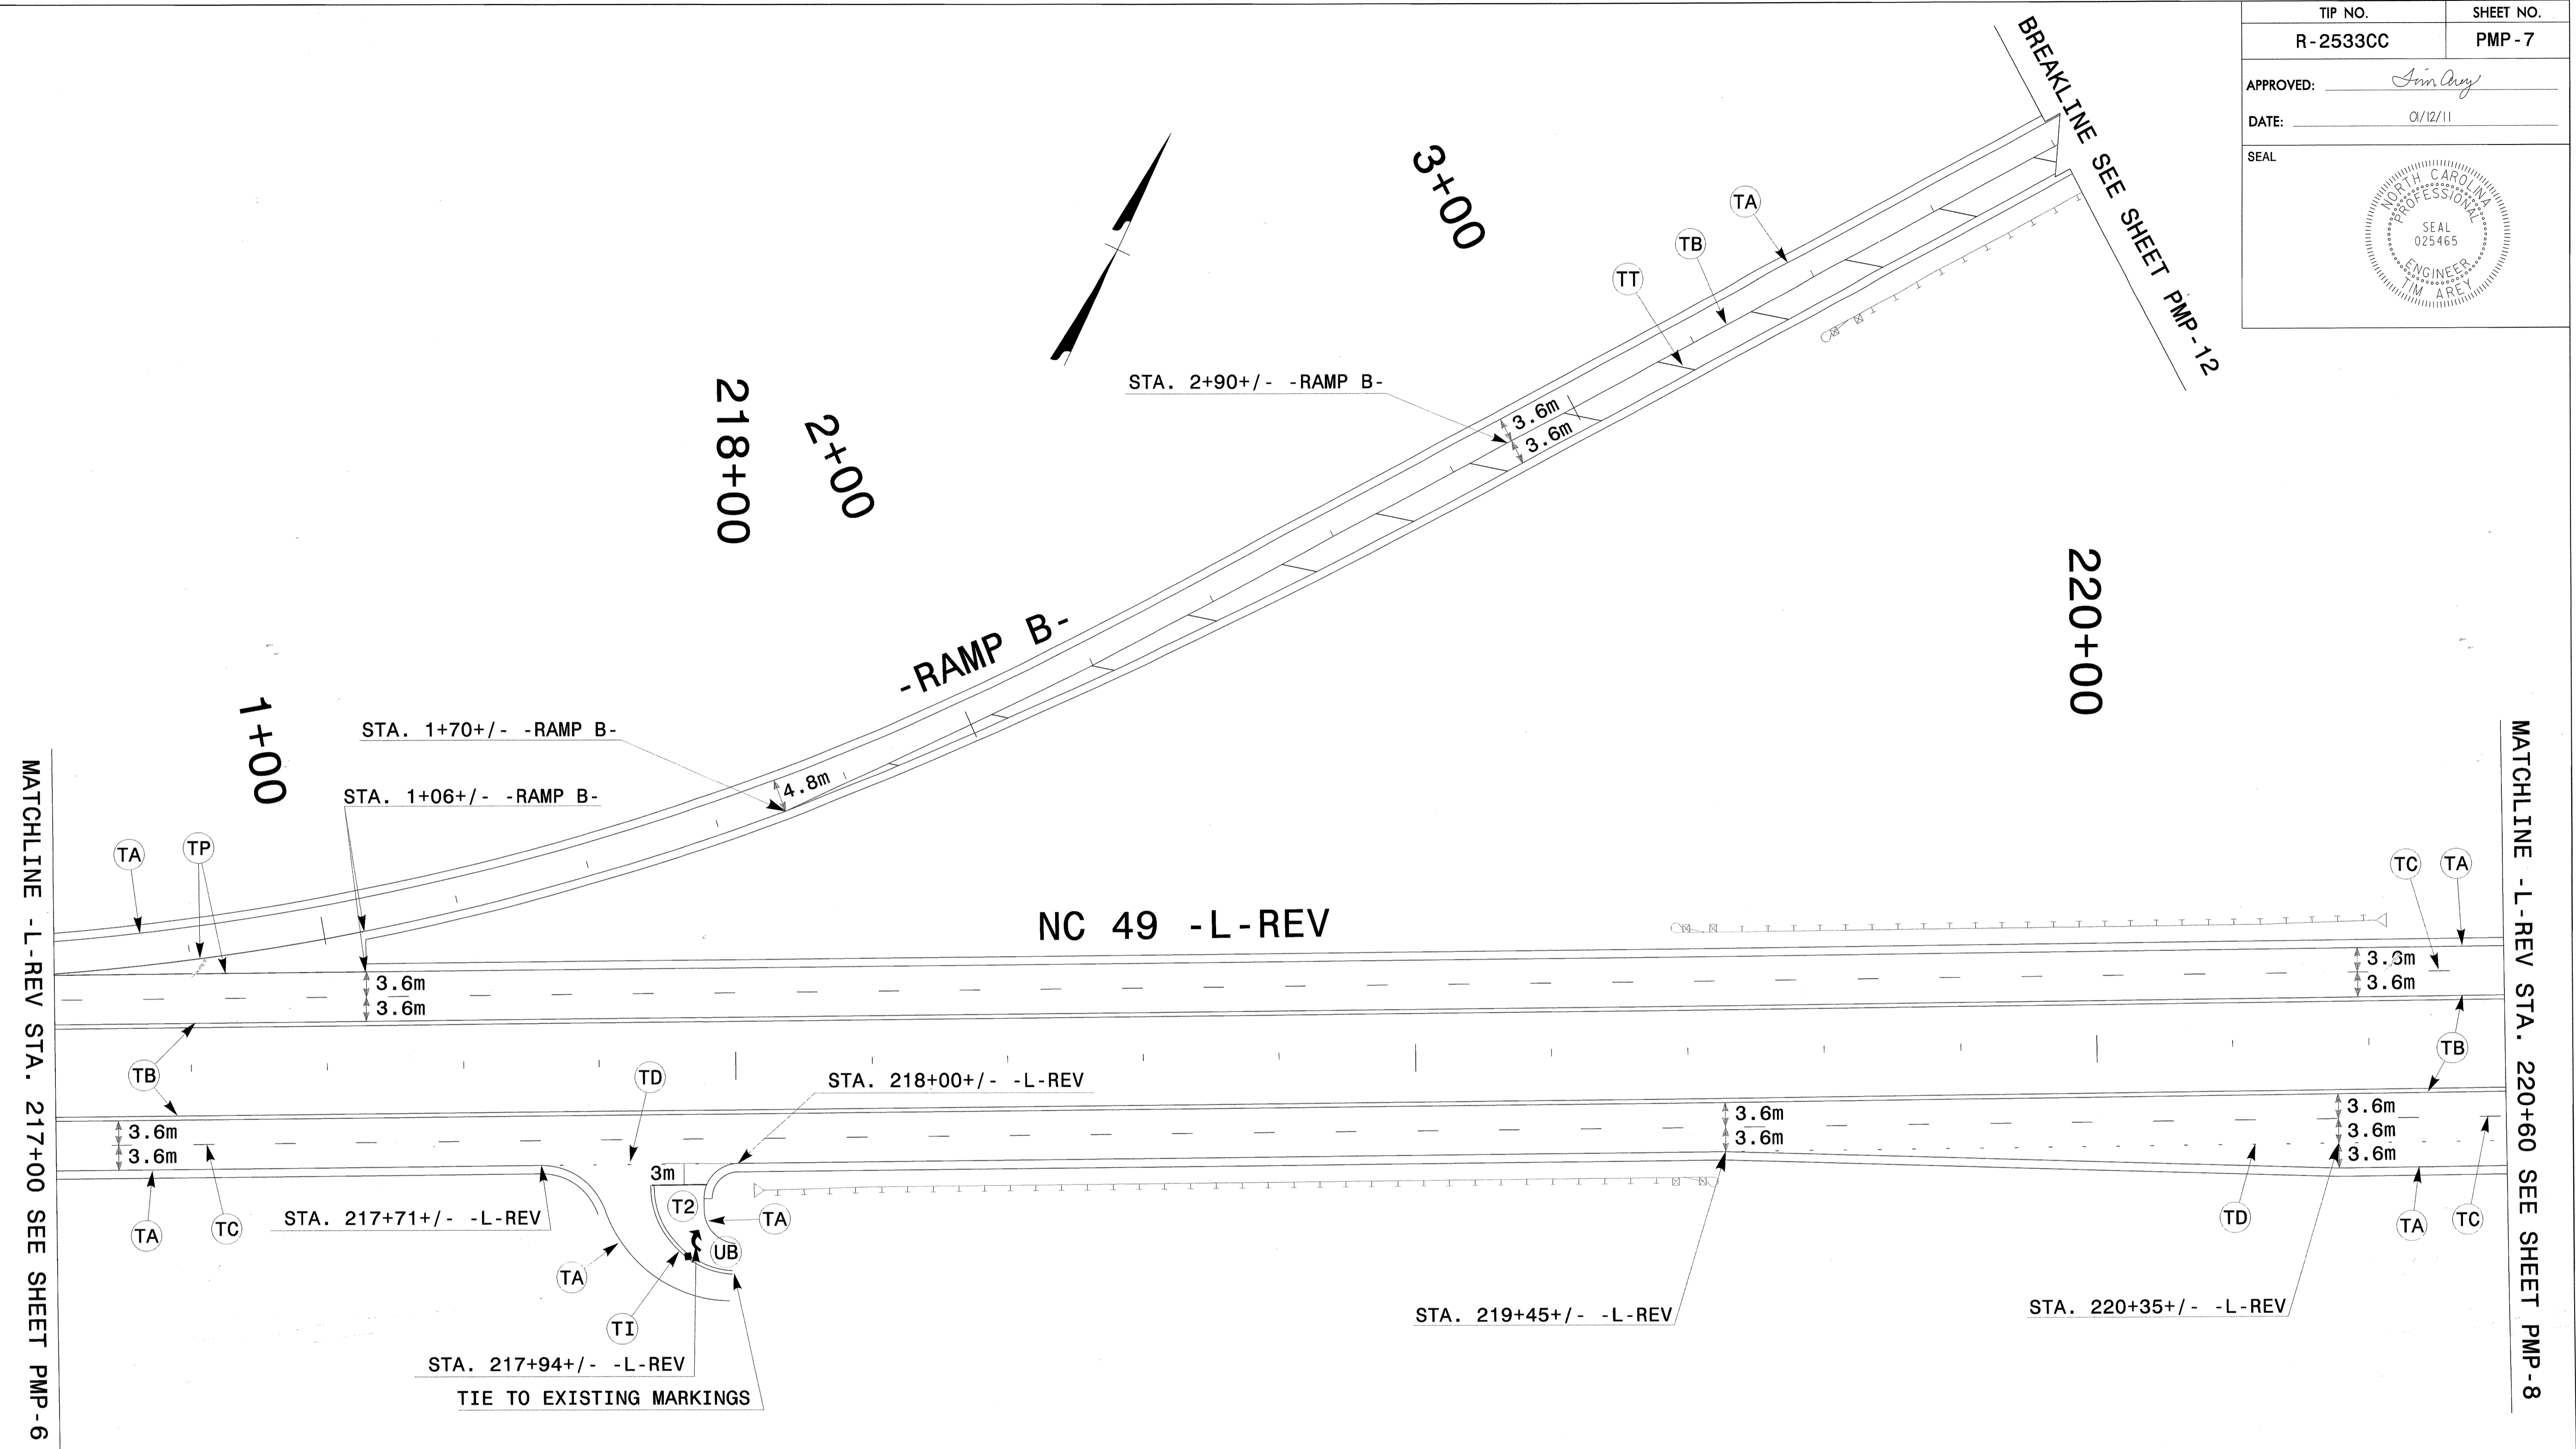 TIP NO.
SHEET NO.
R-2533CC
PMP-7
APPROVED: Tim Arey
DATE: 01/12/11
SEAL
NORTH CAROLINA
PROFESSIONAL
SEAL
025465
ENGINEER
TIM AREY
BREAKLINE SEE SHEET PMP-12
3+00
TA
TB
TT
STA. 2+90+/- -RAMP B-
3.6m
3.6m
218+00
2+00
220+00
-RAMP B-
1+00
STA. 1+70+/- -RAMP B-
4.8m
STA. 1+06+/- -RAMP B-
TA
TP
NC 49 -L-REV
TC
TA
3.6m
3.6m
3.6m
3.6m
MATCHLINE -L-REV STA. 217+00 SEE SHEET PMP-6
MATCHLINE -L-REV STA. 220+60 SEE SHEET PMP-8
TB
TD
STA. 218+00+/- -L-REV
TB
3.6m
3.6m
3.6m
3.6m
3.6m
3.6m
3.6m
3m
T2
TA
UB
STA. 217+71+/- -L-REV
TA
TC
TA
TI
TD
TA
TC
STA. 219+45+/- -L-REV
STA. 220+35+/- -L-REV
STA. 217+94+/- -L-REV
TIE TO EXISTING MARKINGS